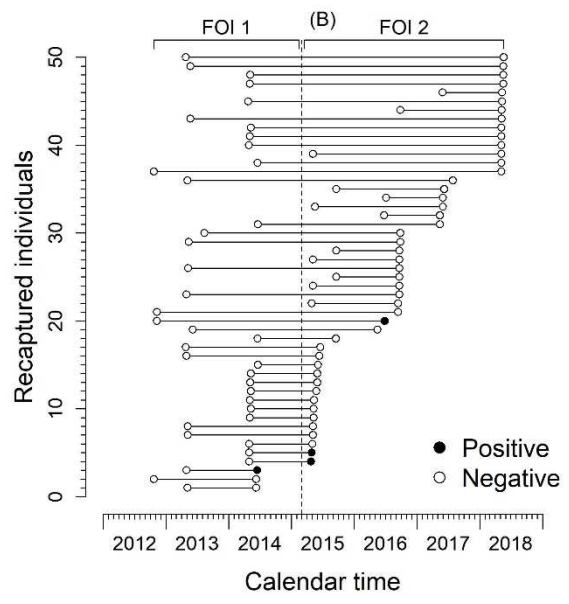 (B)
FOI 1 FOI 2
50
40
30
20
10
0
Recaptured individuals
Positive
Negative
2012 2013 2014 2015 2016 2017 2018
Calendar time